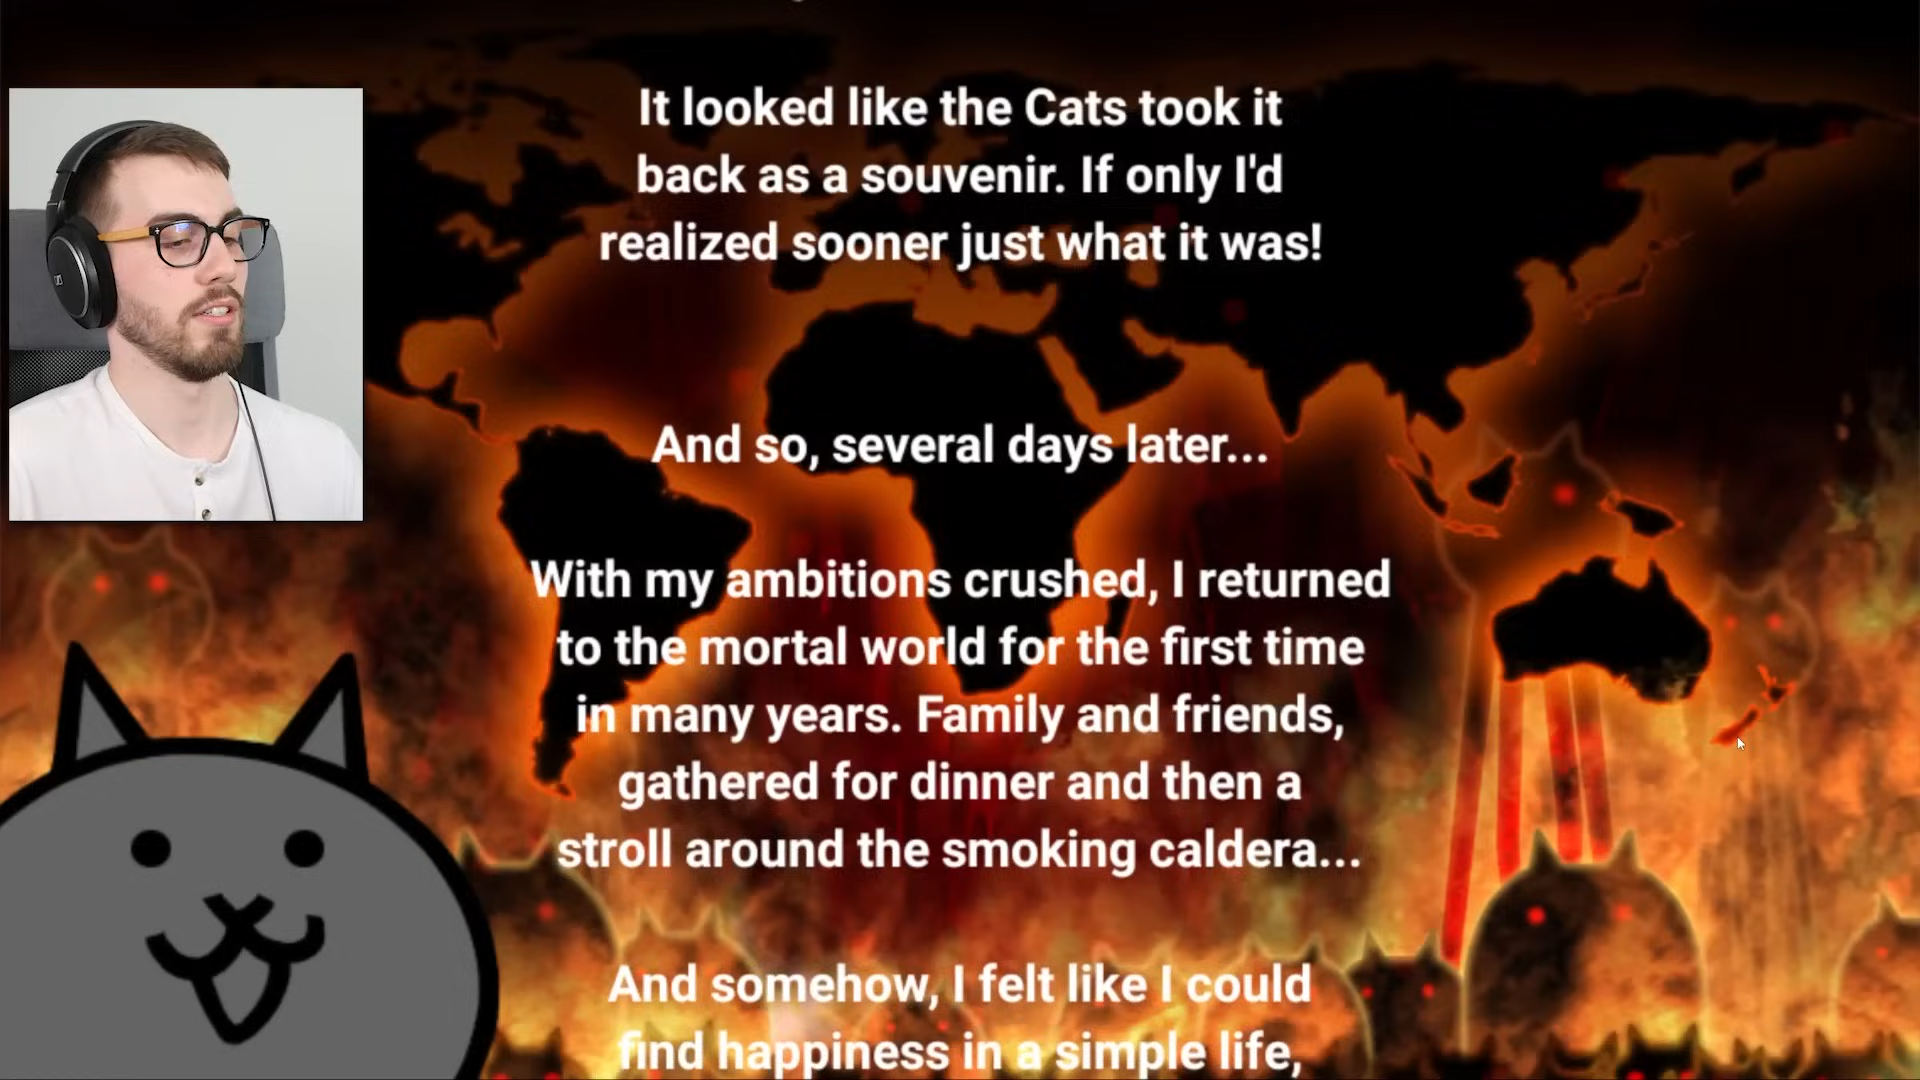 It looked like the Cats took it
back as a souvenir. If only I'd
realized sooner just what it was!
And so, several days later...
With my ambitions crushed, I returned
to the mortal world for the first time
in many years. Family and friends,
gathered for dinner and then a
stroll around the smoking caldera...
And somehow, I felt like I could
find happiness in a simple life,